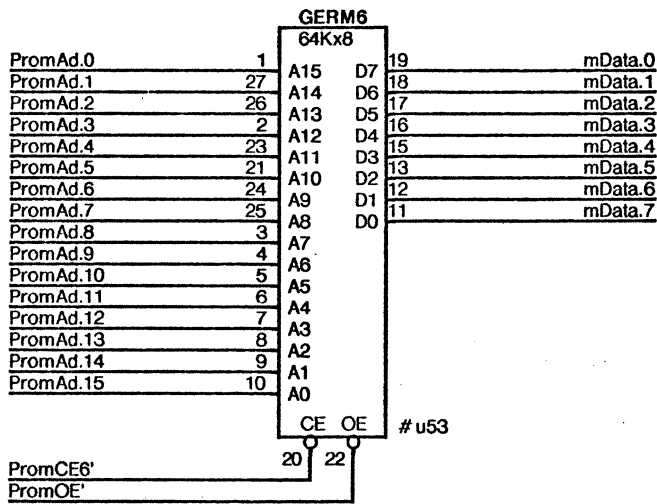 GERM6
64Kx8
PromAd.0 1 A15 D7 19 mData.0
PromAd.1 27 A14 D6 18 mData.1
PromAd.2 26 A13 D5 17 mData.2
PromAd.3 2 A12 D4 16 mData.3
PromAd.4 23 A11 D3 15 mData.4
PromAd.5 21 A10 D2 13 mData.5
PromAd.6 24 A9 D1 12 mData.6
PromAd.7 25 A8 D0 11 mData.7
PromAd.8 3 A7
PromAd.9 4 A6
PromAd.10 5 A5
PromAd.11 6 A4
PromAd.12 7 A3
PromAd.13 8 A2
PromAd.14 9 A1
PromAd.15 10 A0
CE OE # u53
20 22
PromCE6'
PromOE'